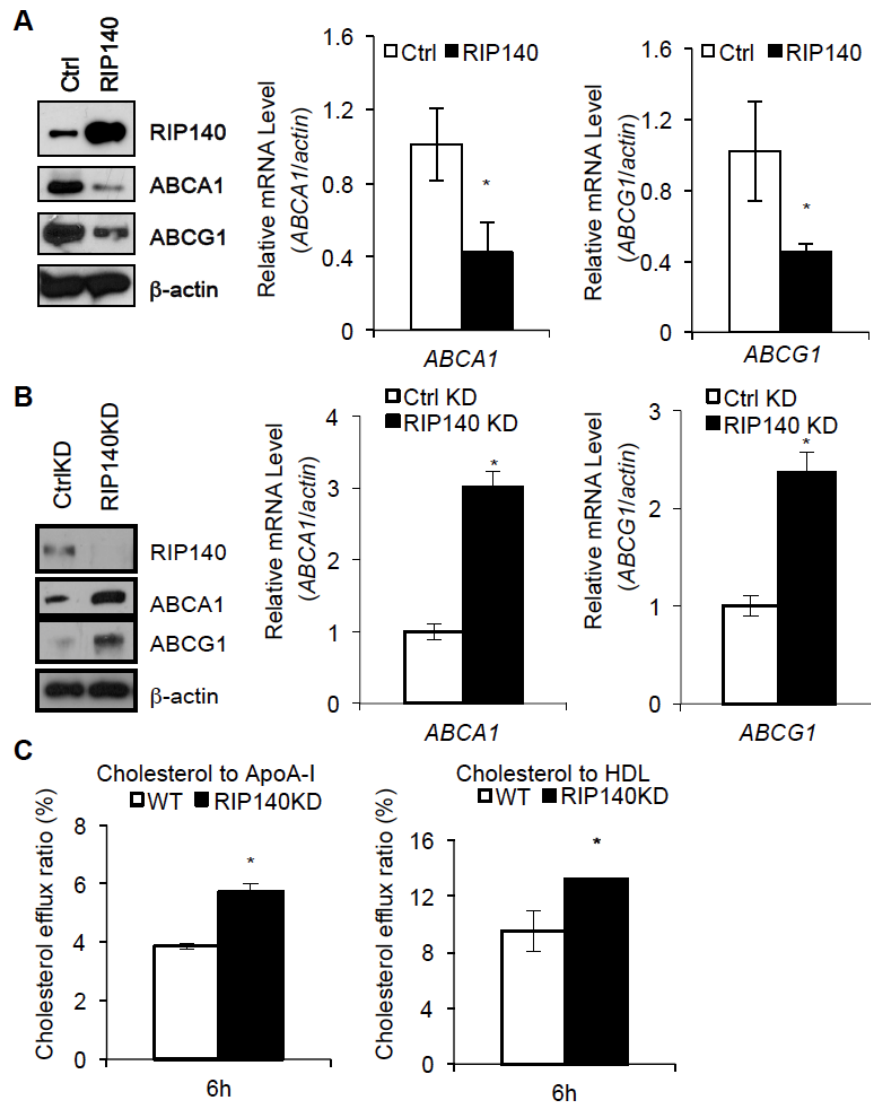 A
Ctrl
RIP140
RIP140
ABCA1
ABCG1
β-actin
Relative mRNA Level
(ABCA1/actin)
Ctrl RIP140
1.6
1.2
0.8
0.4
0
*
ABCA1
Relative mRNA Level
(ABCG1/actin)
Ctrl RIP140
1.6
1.2
0.8
0.4
0
*
ABCG1
B
CtrlKD
RIP140KD
RIP140
ABCA1
ABCG1
β-actin
Relative mRNA Level
(ABCA1/actin)
Ctrl KD
RIP140 KD
4
3
2
1
0
*
ABCA1
Relative mRNA Level
(ABCG1/actin)
Ctrl KD
RIP140 KD
3
2
1
0
*
ABCG1
C
Cholesterol to ApoA-I
WT RIP140KD
Cholesterol efflux ratio (%)
8
6
4
2
0
*
6h
Cholesterol to HDL
WT RIP140KD
Cholesterol efflux ratio (%)
16
12
8
4
0
*
6h